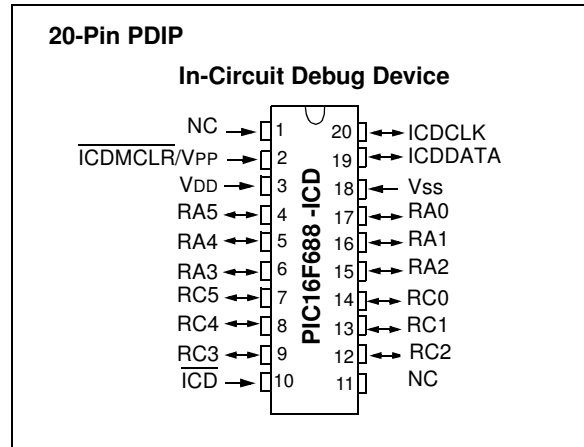 20-Pin PDIP
In-Circuit Debug Device
NC 1 20 ICDCLK
ICDMCLR/VPP 2 19 ICDDATA
VDD 3 18 VSS
RA5 4 17 RA0
RA4 5 16 RA1
RA3 6 15 RA2
RC5 7 14 RC0
RC4 8 13 RC1
RC3 9 12 RC2
ICD 10 11 NC
PIC16F688 -ICD